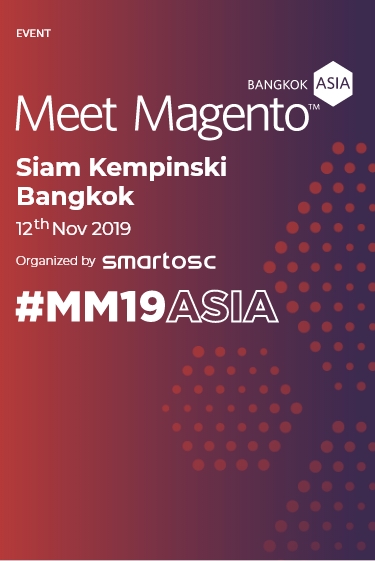 EVENT
BANGKOK ASIA
Meet Magento™
Siam Kempinski
Bangkok
12th Nov 2019
Organized by smartosc
#MM19ASIA